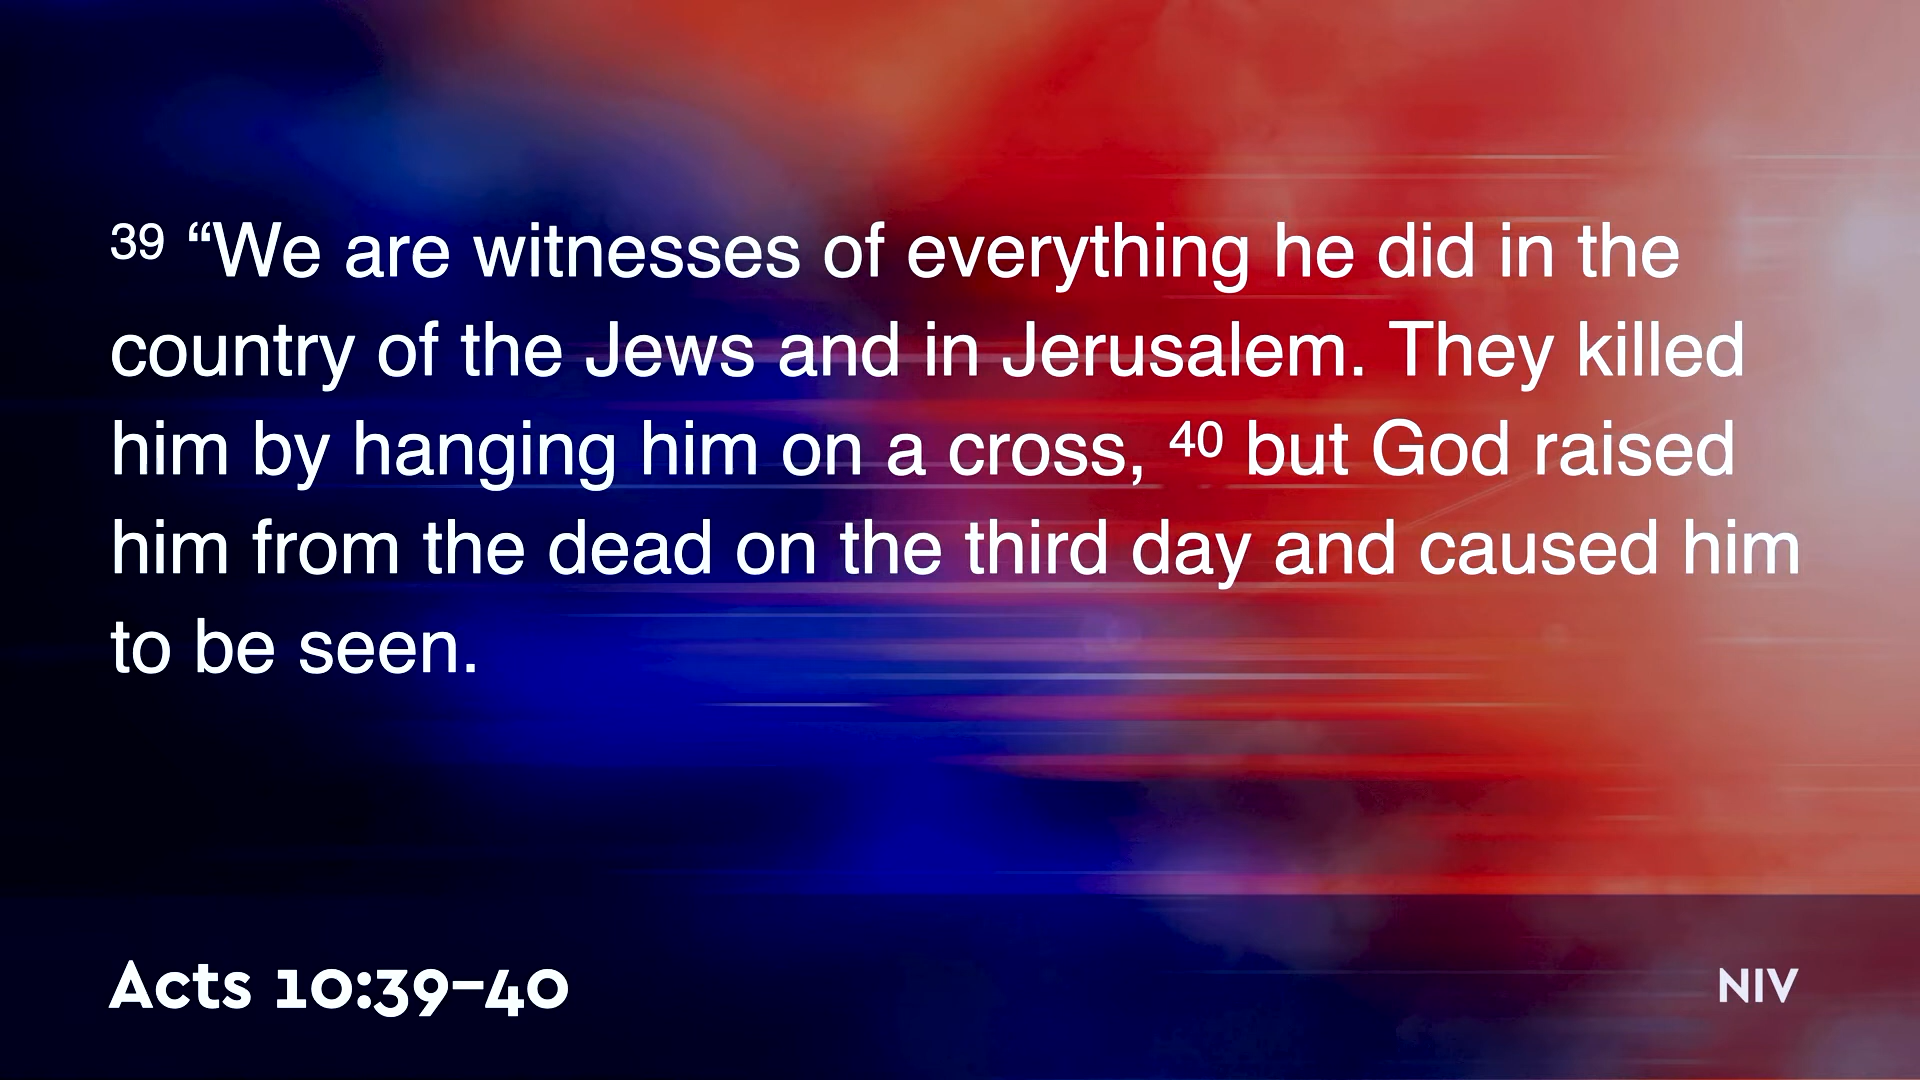 39 “We are witnesses of everything he did in the
country of the Jews and in Jerusalem. They killed
him by hanging him on a cross, 40 but God raised
him from the dead on the third day and caused him
to be seen.
Acts 10:39–40
NIV